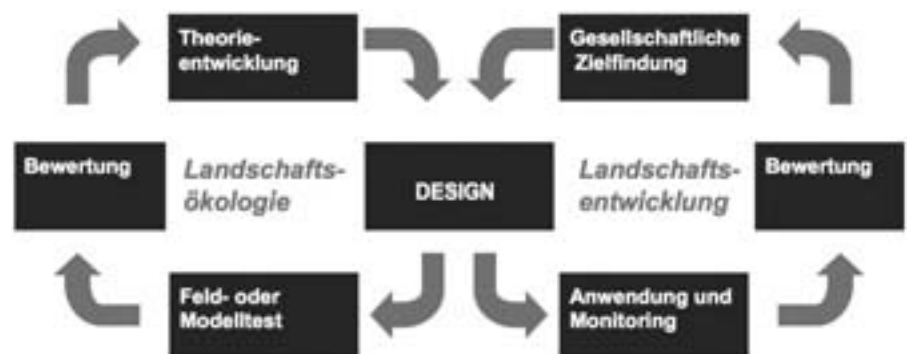 Theorie-
entwicklung
Gesellschaftliche
Zielfindung
Bewertung
Landschafts-
ökologie
DESIGN
Landschafts-
entwicklung
Bewertung
Feld- oder
Modelltest
Anwendung und
Monitoring